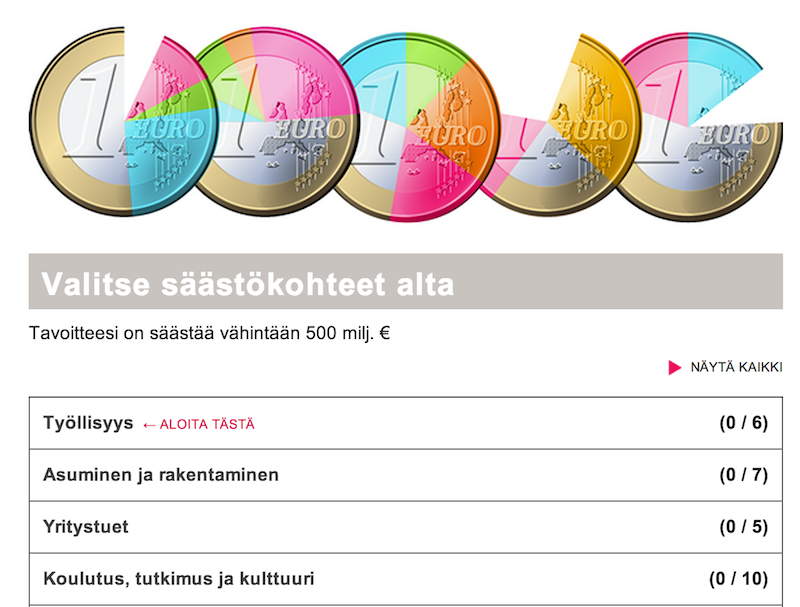 1 EURO 1 EURO 1 EURO 1 EURO 1 EURO
Valitse säästökohteet alta
Tavoitteesi on säästää vähintään 500 milj. €
NÄYTÄ KAIKKI
Työllisyys ← ALOITA TÄSTÄ (0 / 6)
Asuminen ja rakentaminen (0 / 7)
Yritystuet (0 / 5)
Koulutus, tutkimus ja kulttuuri (0 / 10)